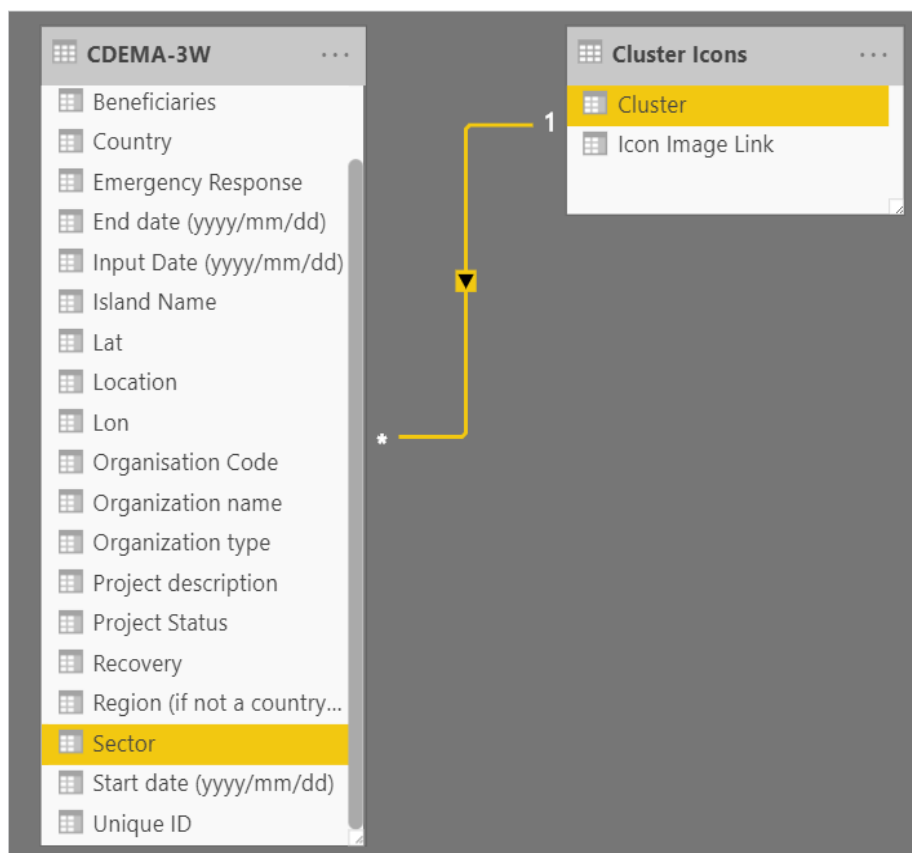 CDEMA-3W
Beneficiaries
Country
Emergency Response
End date (yyyy/mm/dd)
Input Date (yyyy/mm/dd)
Island Name
Lat
Location
Lon
Organisation Code
Organization name
Organization type
Project description
Project Status
Recovery
Region (if not a country...
Sector
Start date (yyyy/mm/dd)
Unique ID
*
1
Cluster Icons
Cluster
Icon Image Link